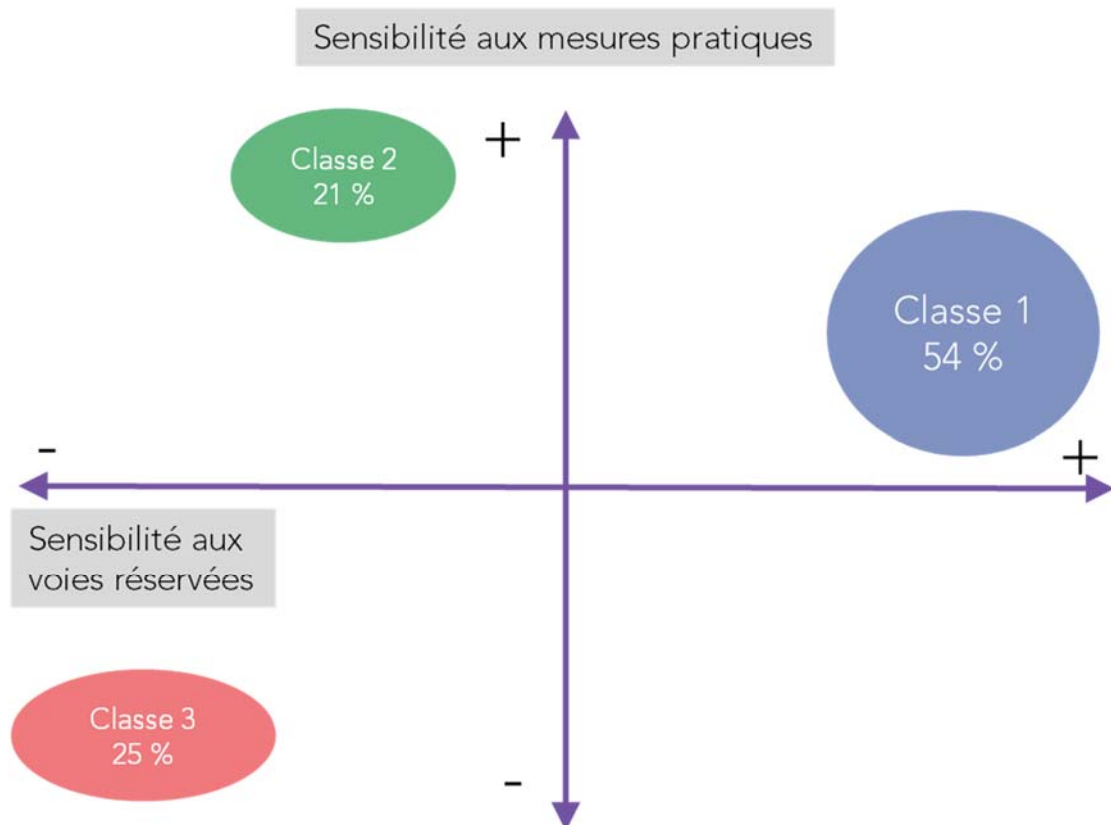 Sensibilité aux mesures pratiques
Classe 2
21 %
+
Classe 1
54 %
-
+
Sensibilité aux
voies réservées
Classe 3
25 %
-